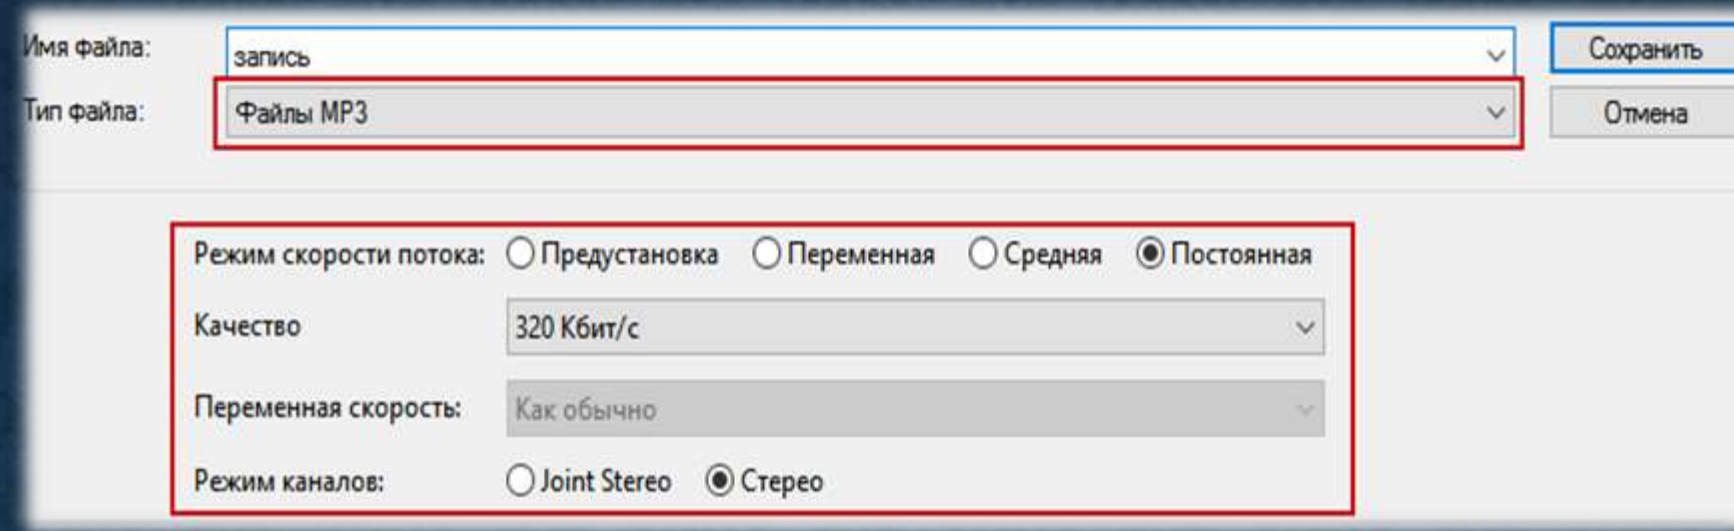 Имя файла: запись Сохранить
Тип файла: Файлы MP3 Отмена
Режим скорости потока: Предустановка Переменная Средняя Постоянная
Качество 320 Кбит/с
Переменная скорость: Как обычно
Режим каналов: Joint Stereo Стерео